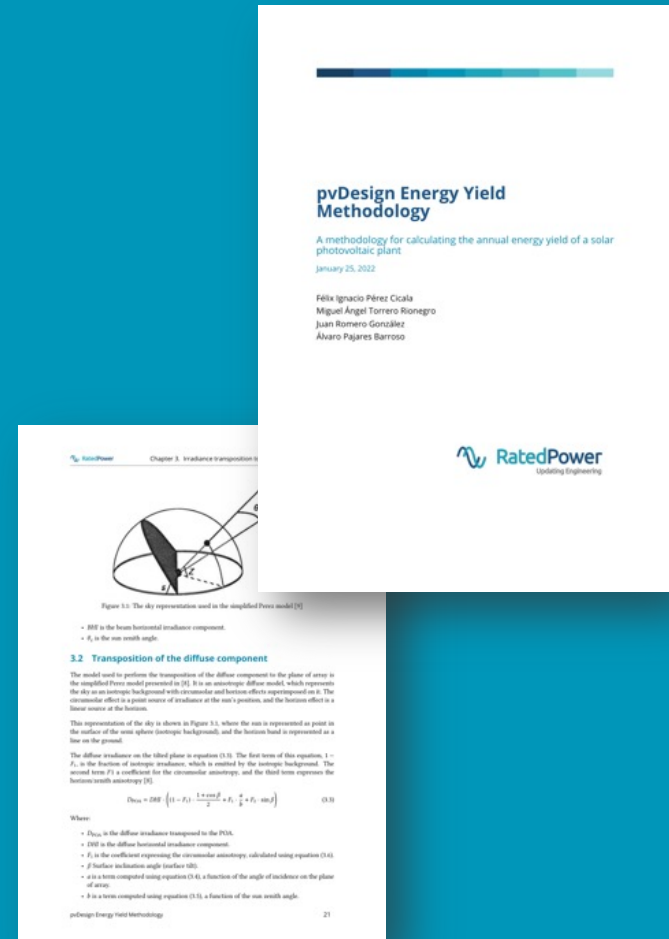 pvDesign Energy Yield
Methodology
A methodology for calculating the annual energy yield of a solar
photovoltaic plant
January 25, 2022
Félix Ignacio Pérez Cicala
Miguel Ángel Torrero Rionegro
Juan Romero González
Álvaro Pajares Barroso
RatedPower
Updating Engineering
RatedPower
Chapter 3. Irradiance transposition to
Figure 3.1: The sky representation used in the simplified Perez model [9]
• BHI is the beam horizontal irradiance component.
• θz is the sun zenith angle.
3.2 Transposition of the diffuse component
The model used to perform the transposition of the diffuse component to the plane of array is
the simplified Perez model presented in [8]. It is an anisotropic diffuse model, which represents
the sky as an isotropic background with circumsolar and horizon effects superimposed on it. The
circumsolar effect is a point source of irradiance at the sun's position, and the horizon effect is a
linear source at the horizon.
This representation of the sky is shown in Figure 3.1, where the sun is represented as point in
the surface of the semi sphere (isotropic background), and the horizon band is represented as a
line on the ground.
The diffuse irradiance on the tilted plane is equation (3.3). The first term of this equation, 1 −
F₁, is the fraction of isotropic irradiance, which is emitted by the isotropic background. The
second term F1 a coefficient for the circumsolar anisotropy, and the third term expresses the
horizon/zenith anisotropy [8].
D_POA = DHI · ((1 − F₁) · (1 + cos β)/2 + F₁ · a/b + F₂ · sin β) (3.3)
Where:
• D_POA is the diffuse irradiance transposed to the POA.
• DHI is the diffuse horizontal irradiance component.
• F₁ is the coefficient expressing the circumsolar anisotropy, calculated using equation (3.6).
• β Surface inclination angle (surface tilt).
• a is a term computed using equation (3.4), a function of the angle of incidence on the plane
of array.
• b is a term computed using equation (3.5), a function of the sun zenith angle.
pvDesign Energy Yield Methodology
21